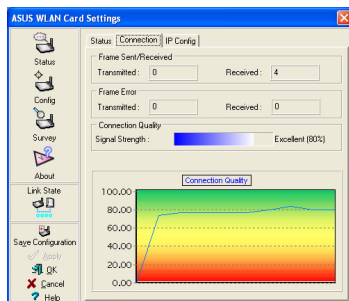 ASUS WLAN Card Settings
Status
Config
Survey
About
Link State
Save Configuration
Apply
OK
Cancel
Help
Status Connection IP Config
Frame Sent/Received
Transmitted : 0 Received : 4
Frame Error
Transmitted : 0 Received : 0
Connection Quality
Signal Strength : Excellent (80%)
Connection Quality
100.00
80.00
60.00
40.00
20.00
0.00